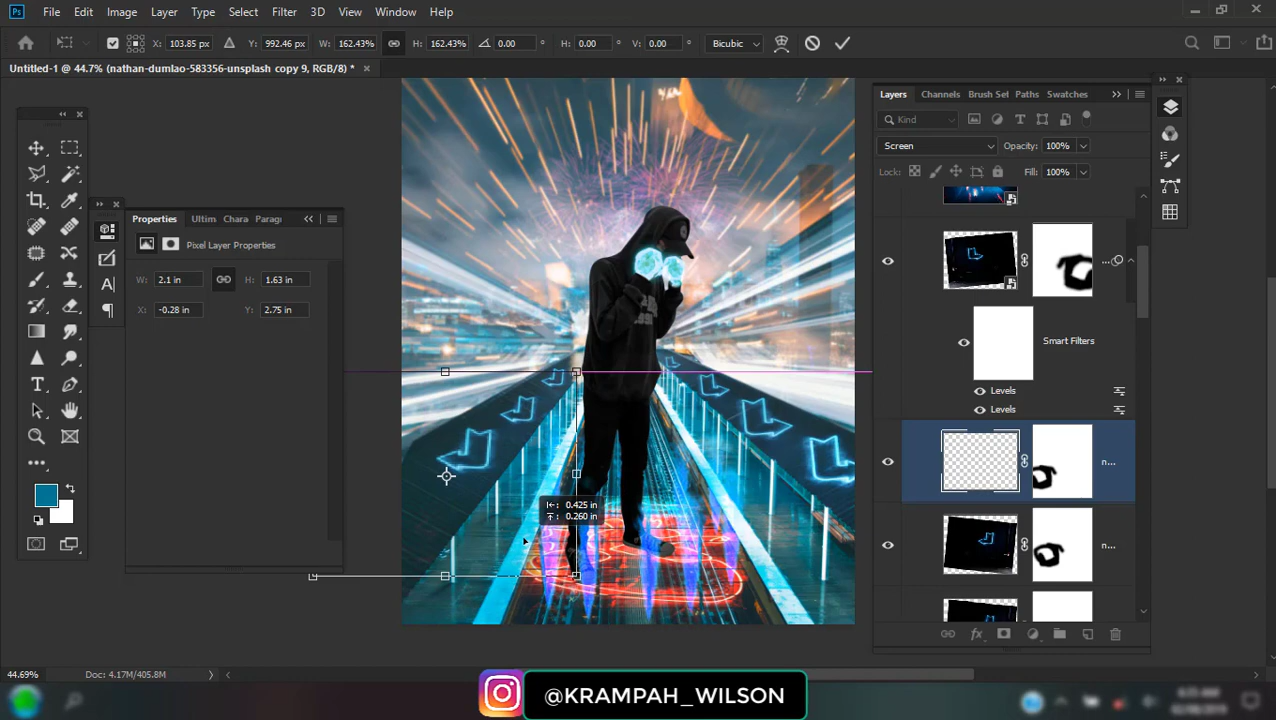 Ps File Edit Image Layer Type Select Filter 3D View Window Help
X: 103.85 px Y: 992.46 px W: 162.43% H: 162.43% 0.00 ° H: 0.00 ° V: 0.00 ° Bicubic
Untitled-1 @ 44.7% (nathan-dumlao-583356-unsplash copy 9, RGB/8) *
Layers Channels Brush Set Paths Swatches
Kind
Screen Opacity: 100%
Lock: Fill: 100%
Properties Ultim Chara Paragr
Pixel Layer Properties
W: 2.1 in H: 1.63 in
X: -0.28 in Y: 2.75 in
Smart Filters
Levels
Levels
n...
0.425 in
0.260 in
n...
44.69% Doc: 4.17M/405.8M
@KRAMPAH_WILSON